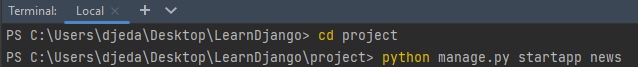 Terminal: Local × + ∨
PS C:\Users\djeda\Desktop\LearnDjango> cd project
PS C:\Users\djeda\Desktop\LearnDjango\project> python manage.py startapp news